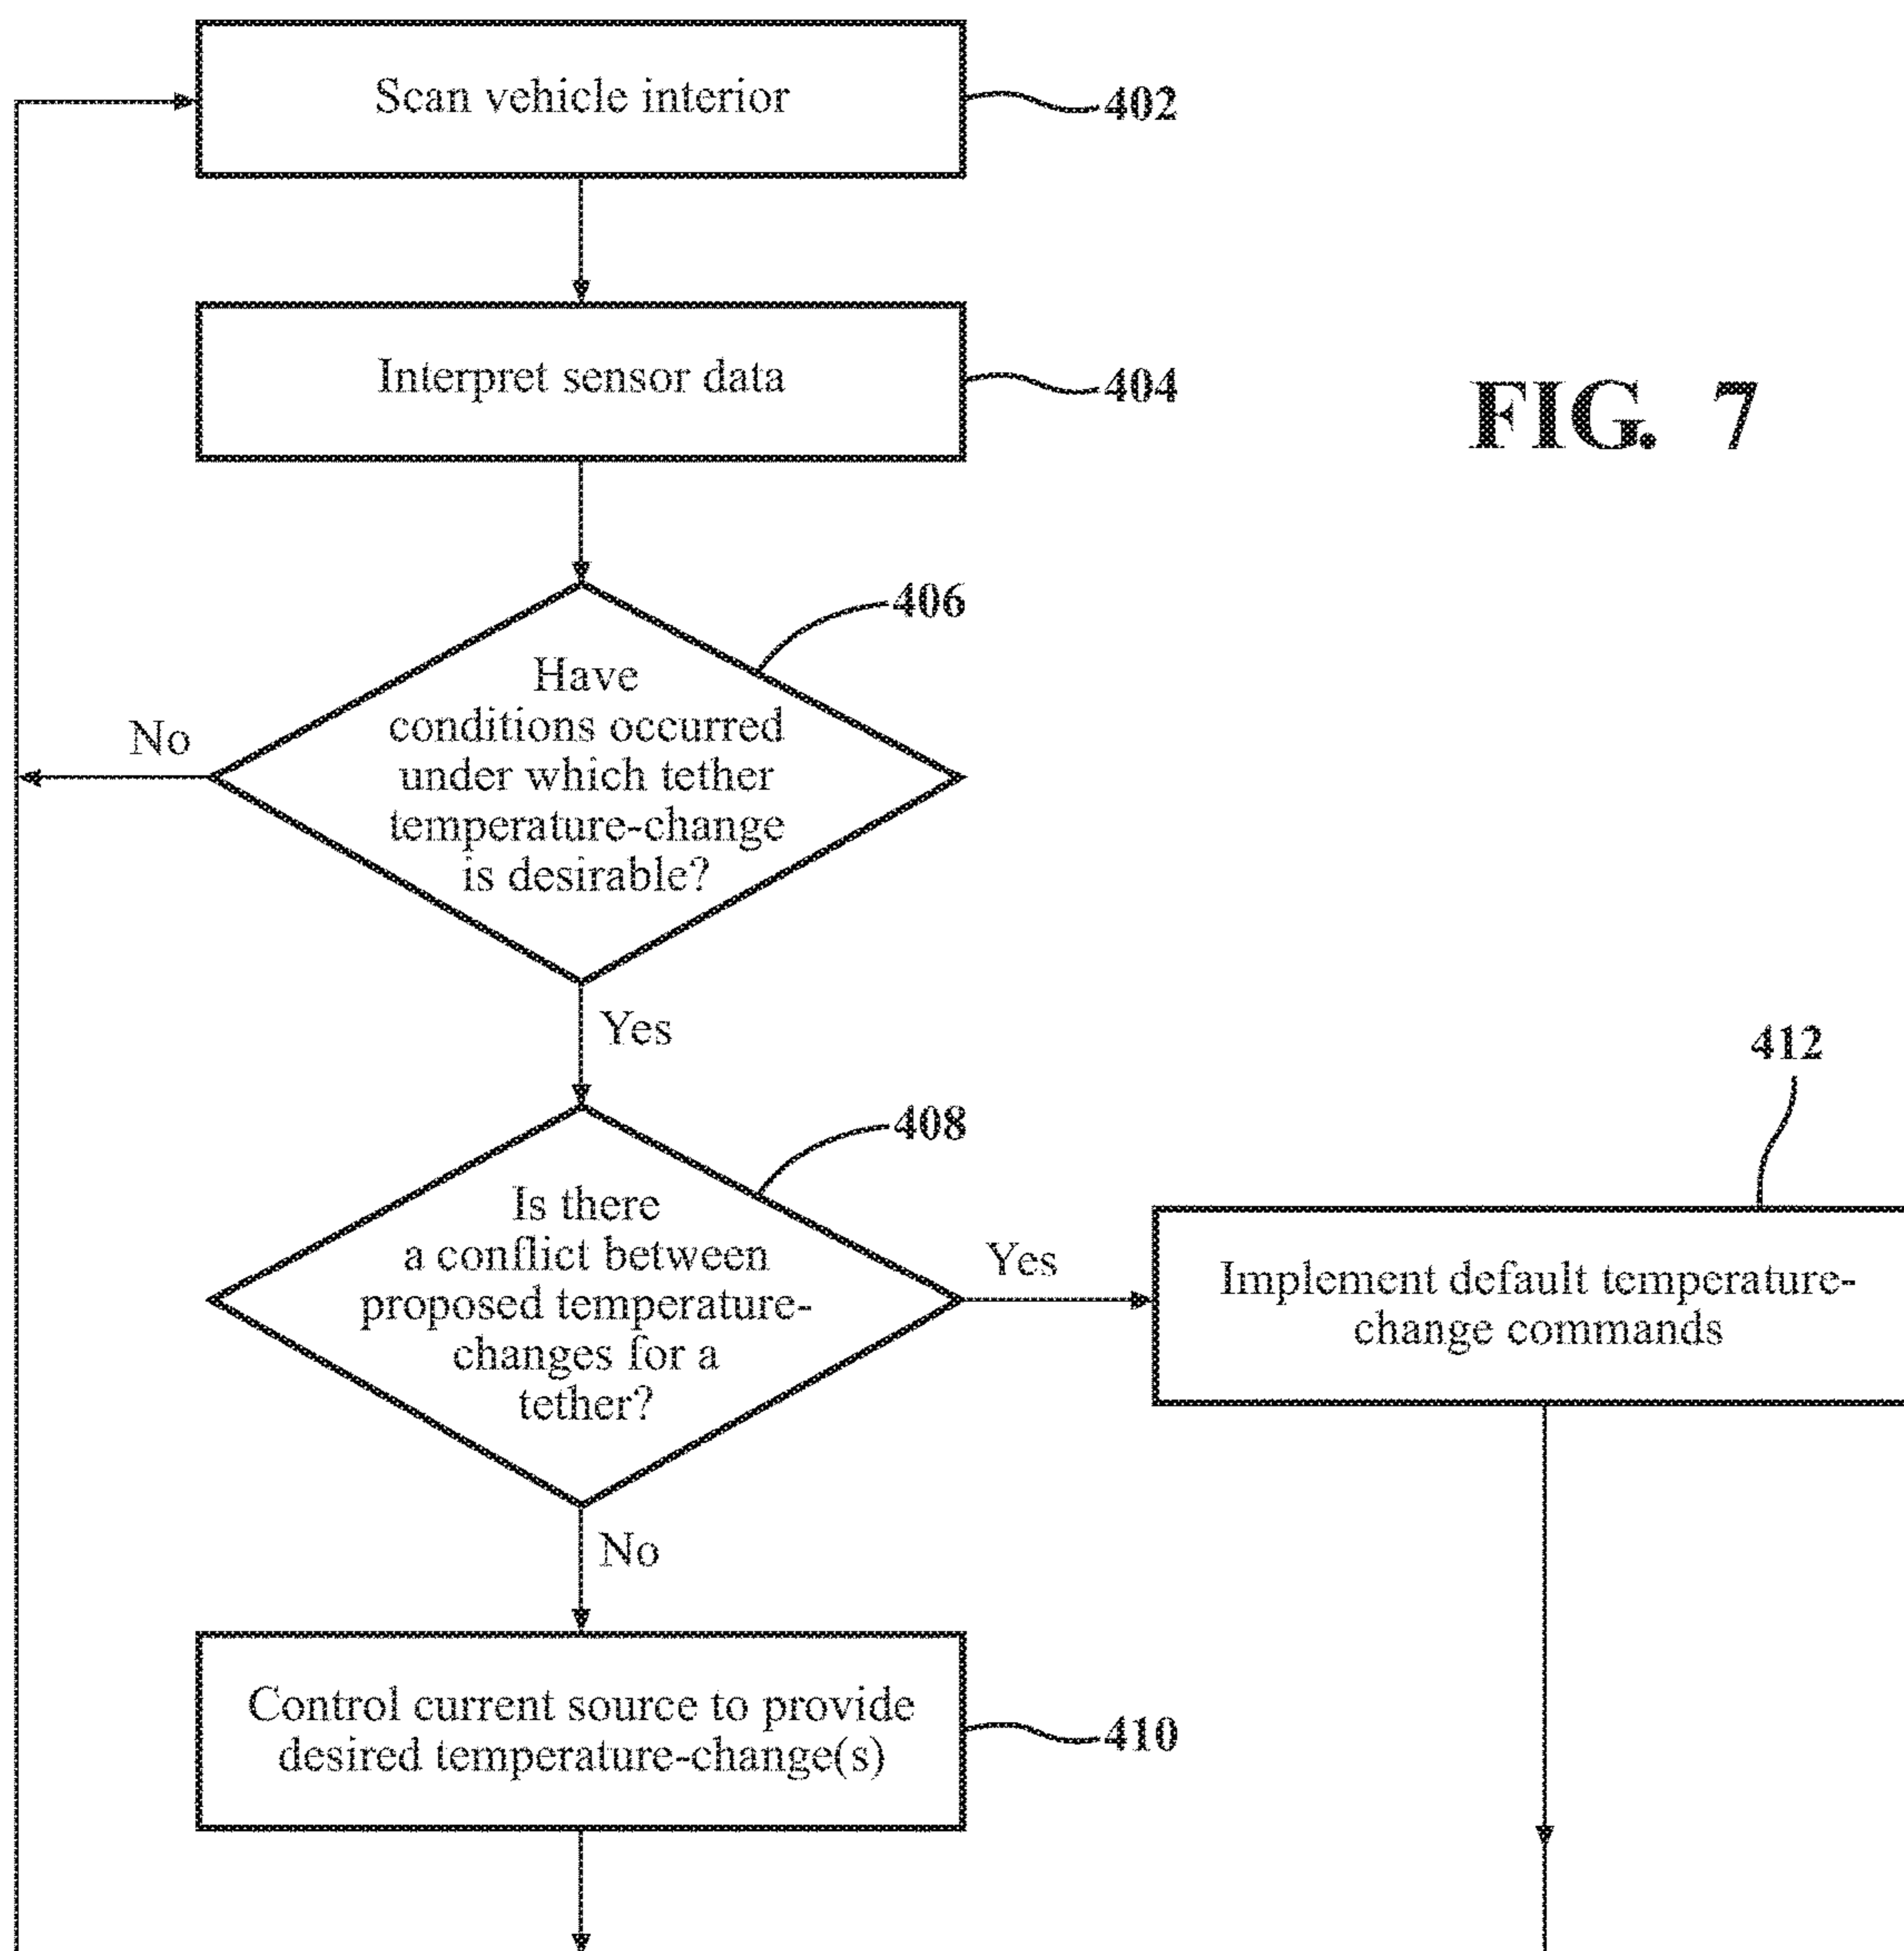 Scan vehicle interior
402
Interpret sensor data
404
FIG. 7
406
Have
conditions occurred
under which tether
temperature-change
is desirable?
No
Yes
408
Is there
a conflict between
proposed temperature-
changes for a
tether?
Yes
412
Implement default temperature-
change commands
No
Control current source to provide
desired temperature-change(s)
410